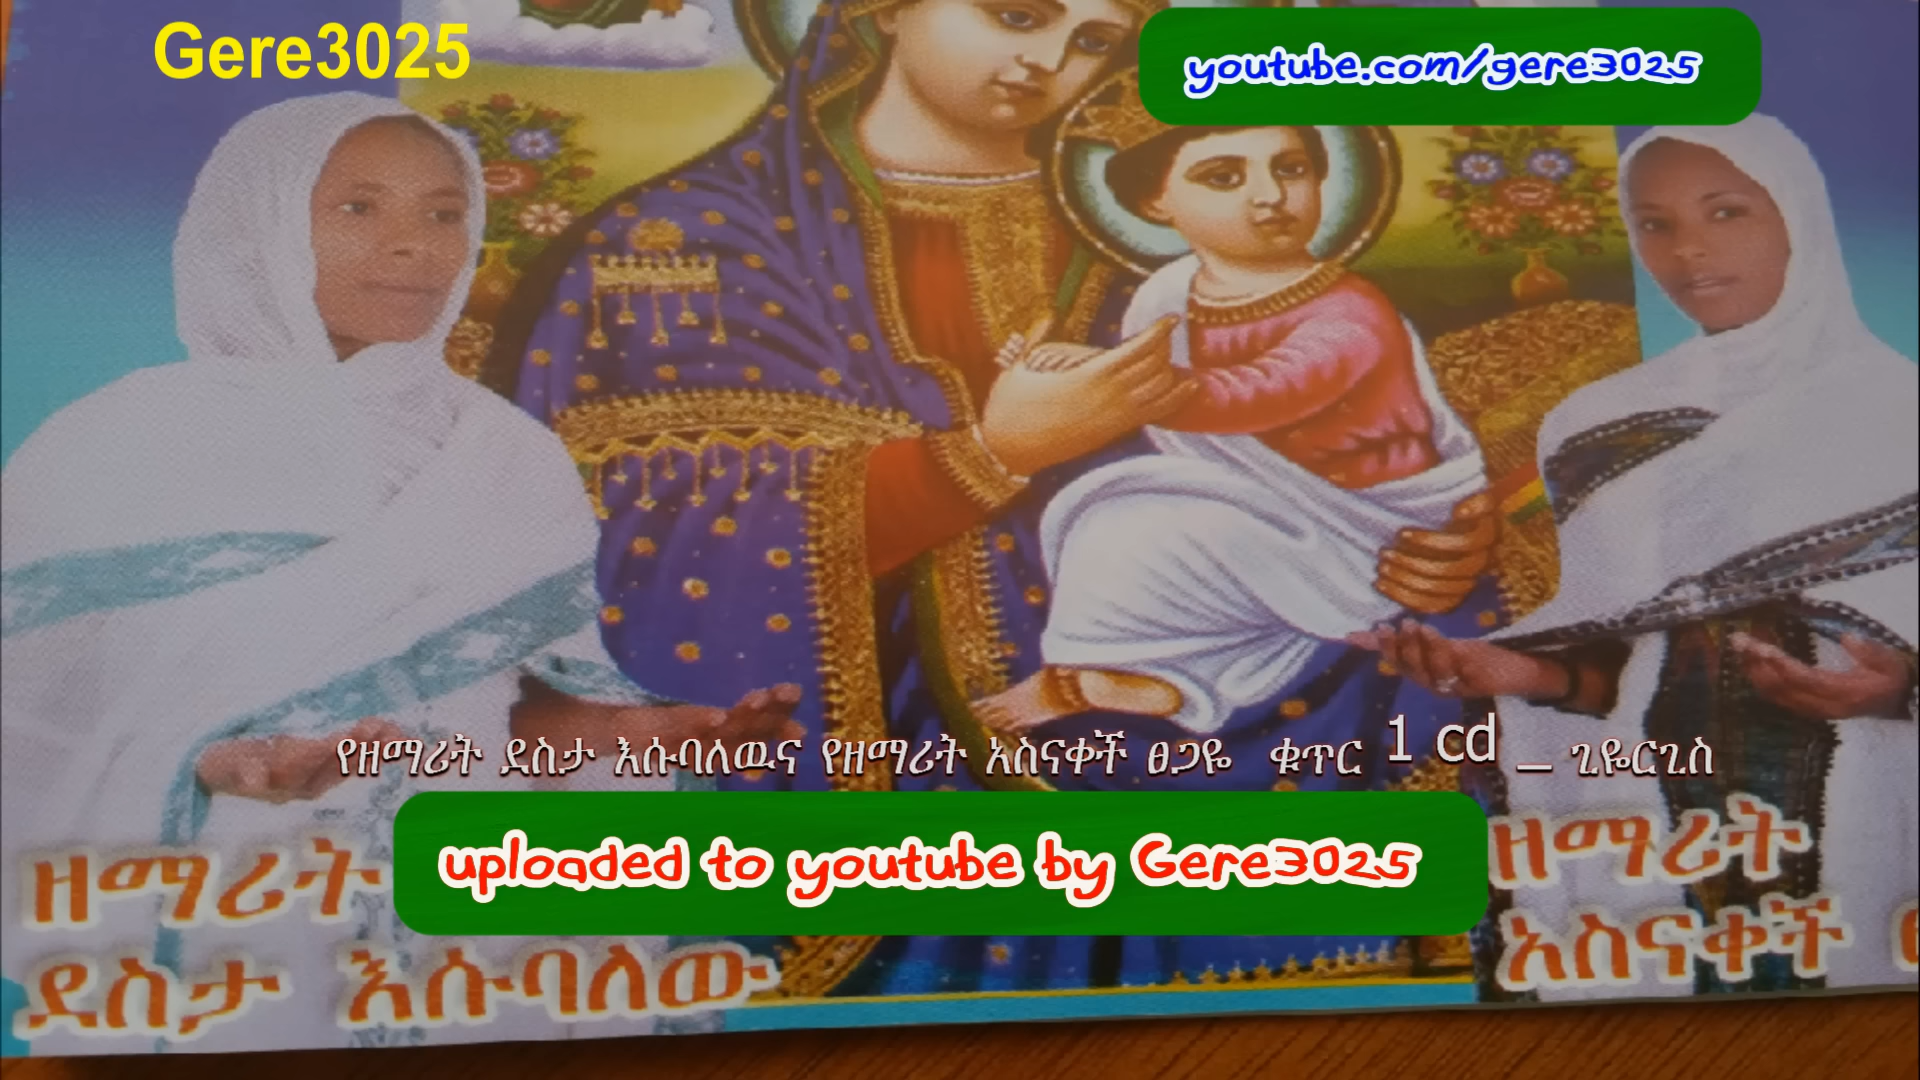 Gere3025
youtube.com/gere3025
የዘማሪት ደስታ እሱባለዉና የዘማሪት አስናቀች ፀጋዬ ቁጥር 1 cd _ ጊዬርጊስ
uploaded to youtube by Gere3025
ዘማሪት
ደስታ እሱባለው
ዘማሪት
አስናቀች